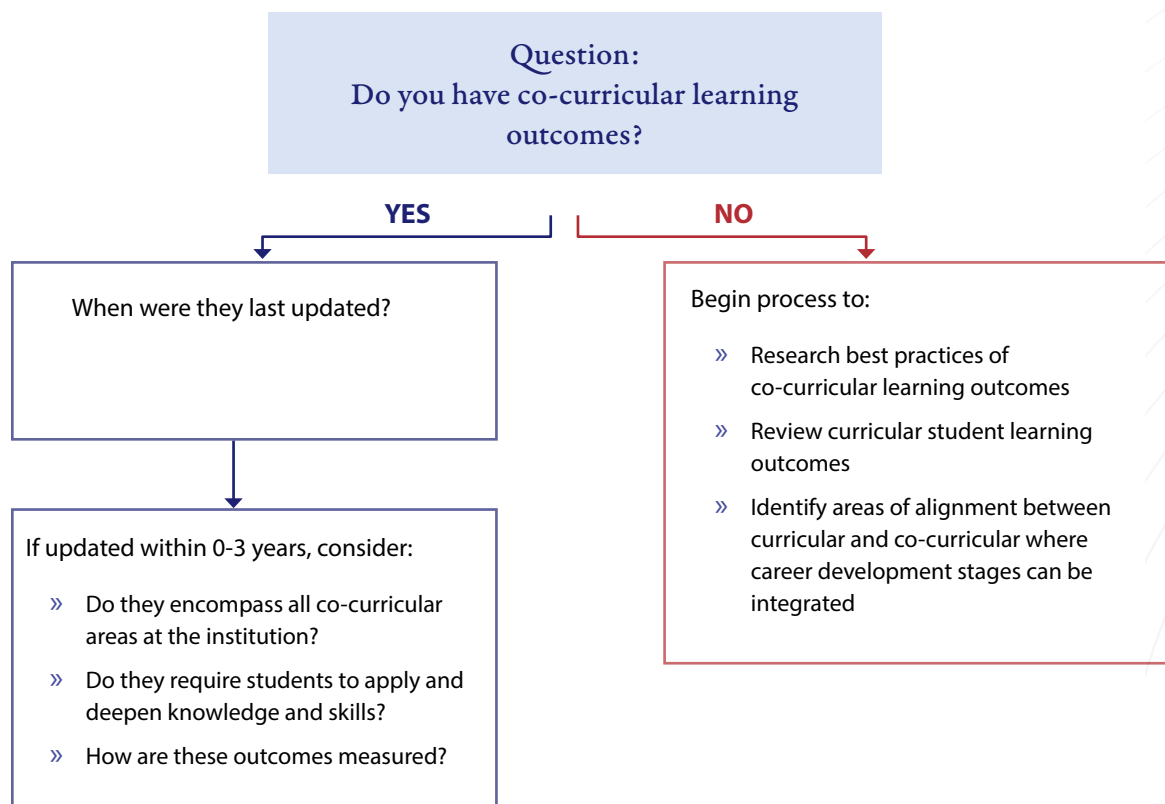 Question:
Do you have co-curricular learning
outcomes?
YES
NO
When were they last updated?
Begin process to:
» Research best practices of
co-curricular learning outcomes
» Review curricular student learning
outcomes
» Identify areas of alignment between
curricular and co-curricular where
career development stages can be
integrated
If updated within 0-3 years, consider:
» Do they encompass all co-curricular
areas at the institution?
» Do they require students to apply and
deepen knowledge and skills?
» How are these outcomes measured?